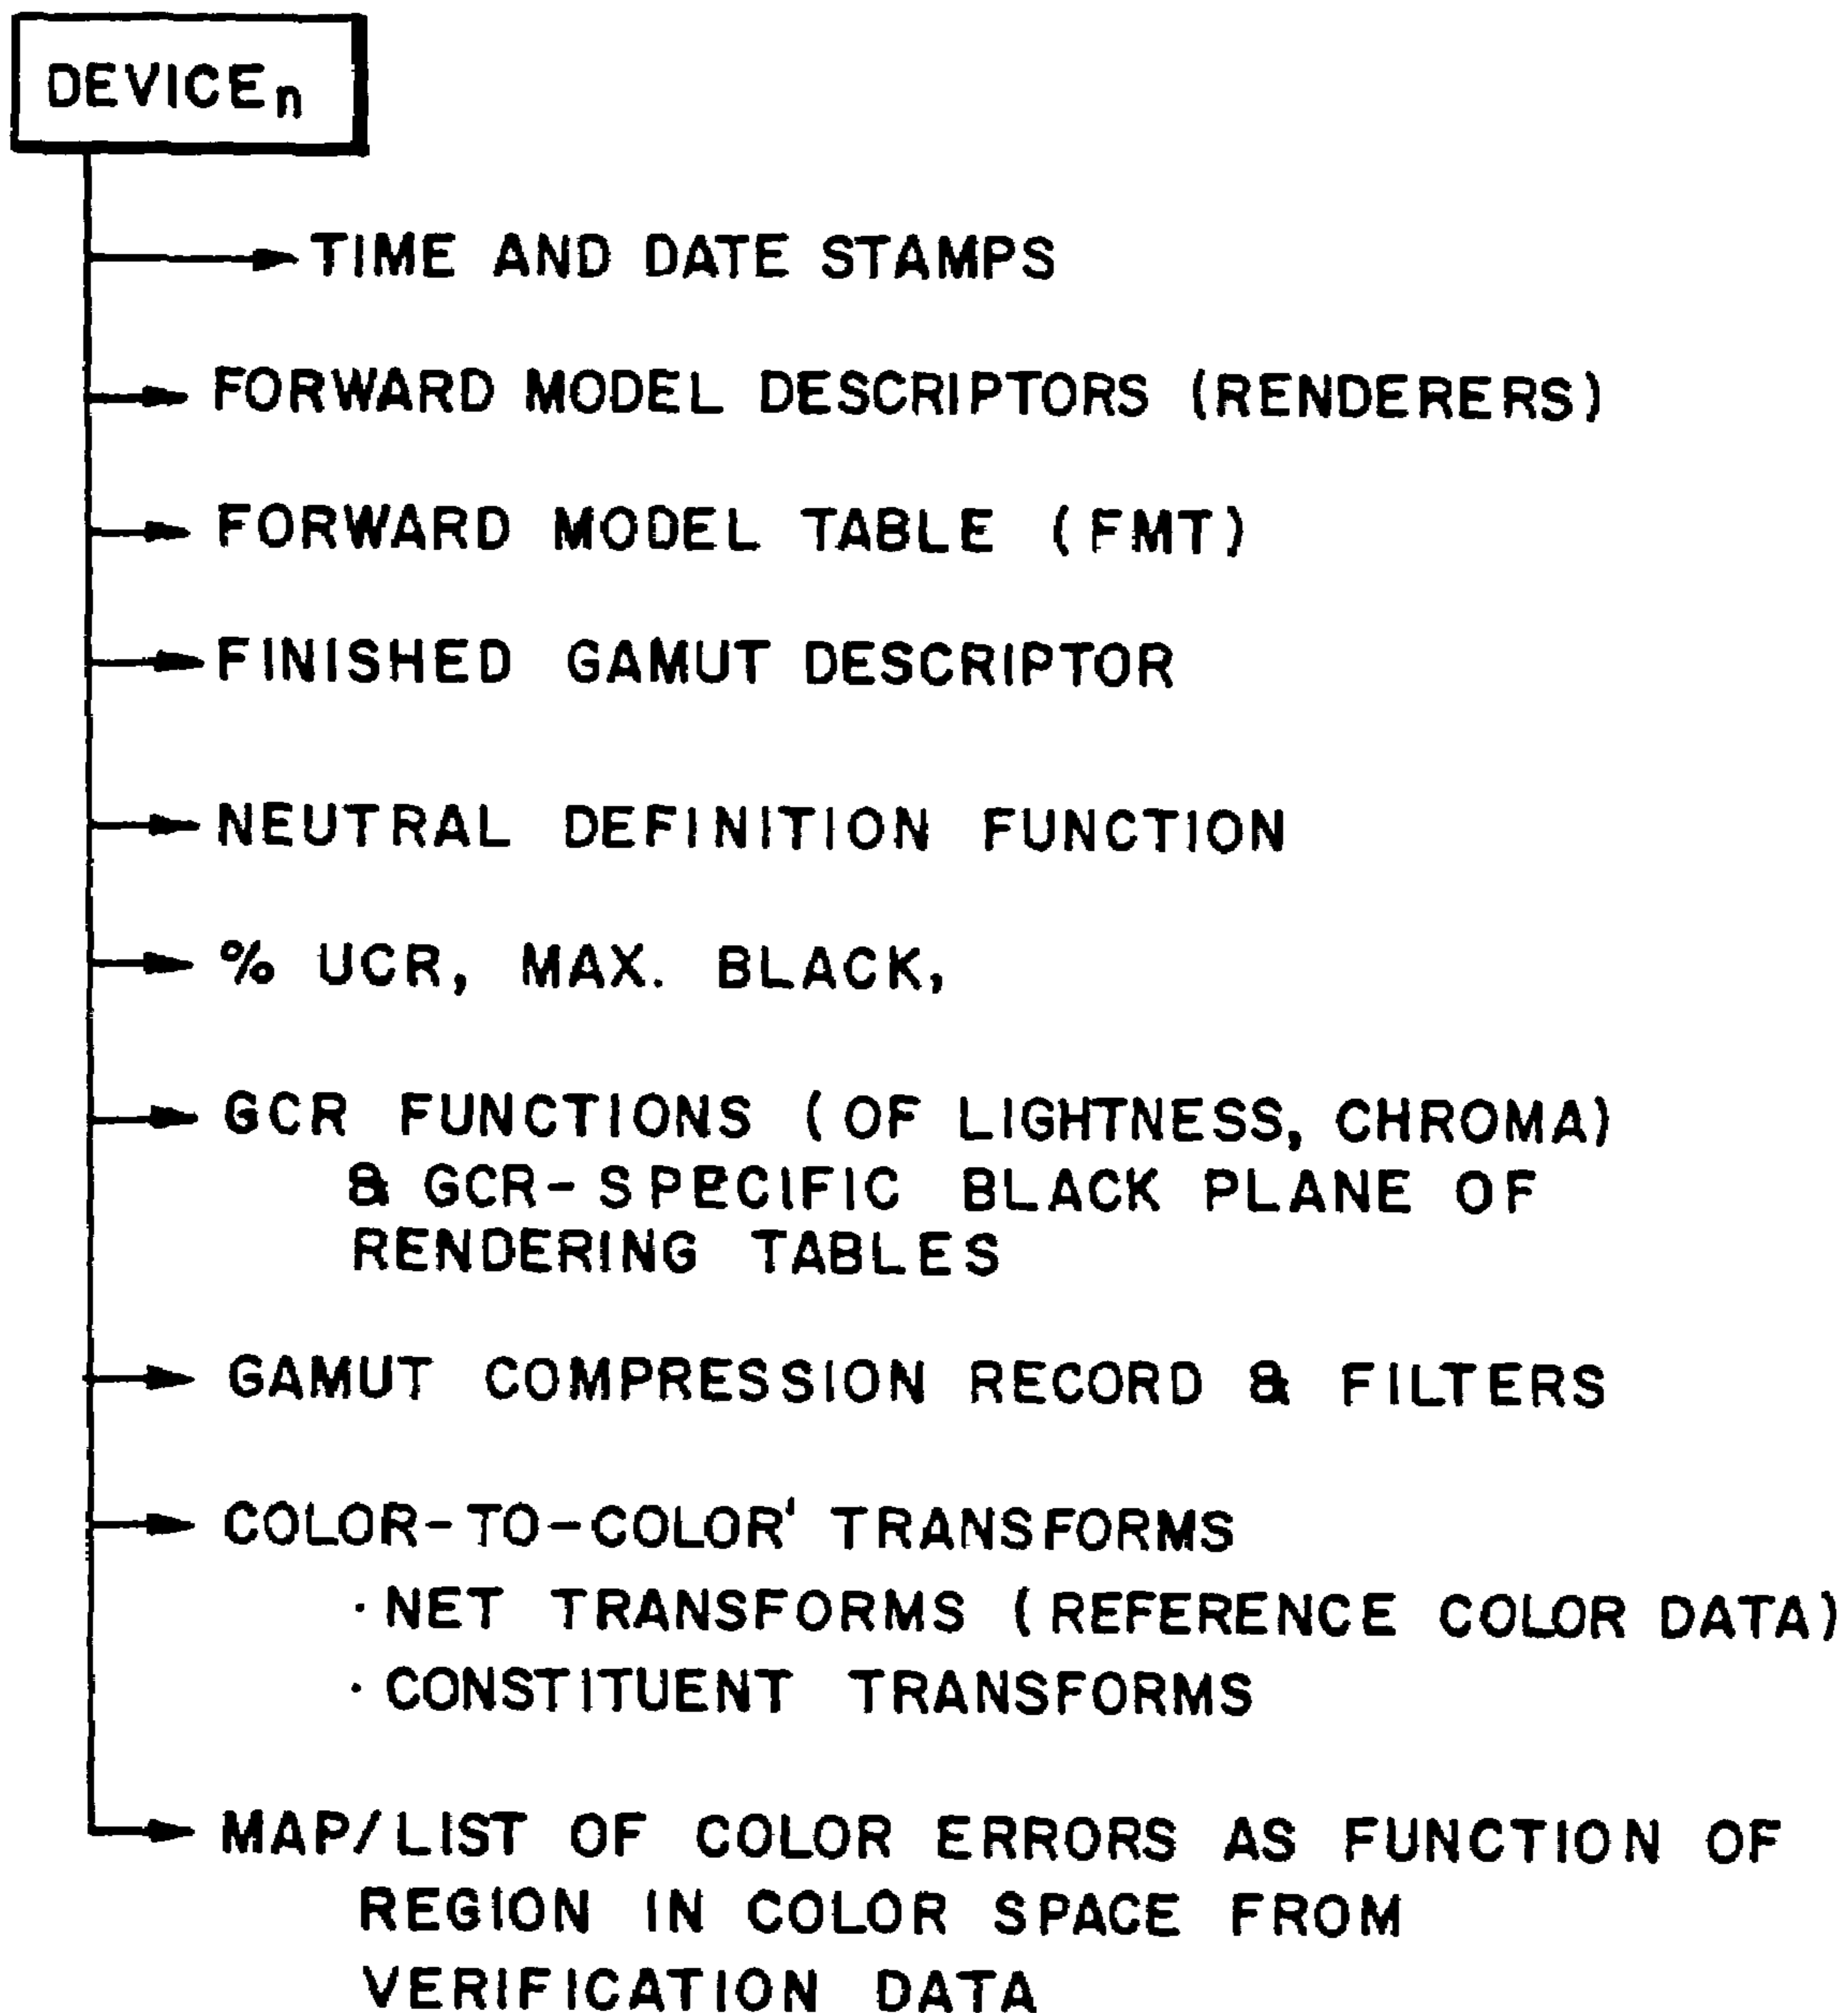 DEVICEn
TIME AND DATE STAMPS
FORWARD MODEL DESCRIPTORS (RENDERERS)
FORWARD MODEL TABLE (FMT)
FINISHED GAMUT DESCRIPTOR
NEUTRAL DEFINITION FUNCTION
% UCR, MAX. BLACK,
GCR FUNCTIONS (OF LIGHTNESS, CHROMA)
& GCR-SPECIFIC BLACK PLANE OF
RENDERING TABLES
GAMUT COMPRESSION RECORD & FILTERS
COLOR-TO-COLOR' TRANSFORMS
· NET TRANSFORMS (REFERENCE COLOR DATA)
· CONSTITUENT TRANSFORMS
MAP/LIST OF COLOR ERRORS AS FUNCTION OF
REGION IN COLOR SPACE FROM
VERIFICATION DATA